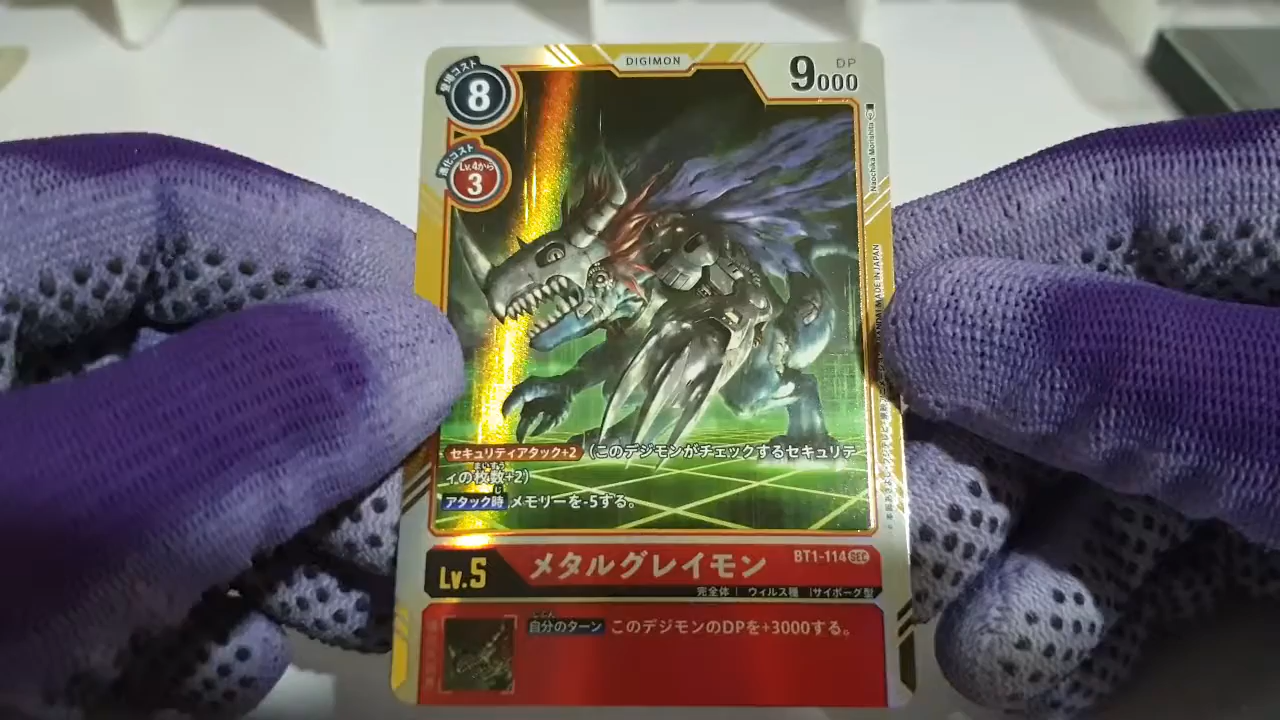 DIGIMON
登場コスト
8
DP
9000
進化コスト
Lv.4から
3
Naochika Morishita
BANDAI MADE IN JAPAN
セキュリティアタック+2 (このデジモンがチェックするセキュリテ
ィの枚数+2)
まいすう
アタック時 メモリーを-5する。
Lv.5
メタルグレイモン
BT1-114 SEC
完全体 | ウィルス種 | サイボーグ型
自分のターン このデジモンのDPを+3000する。